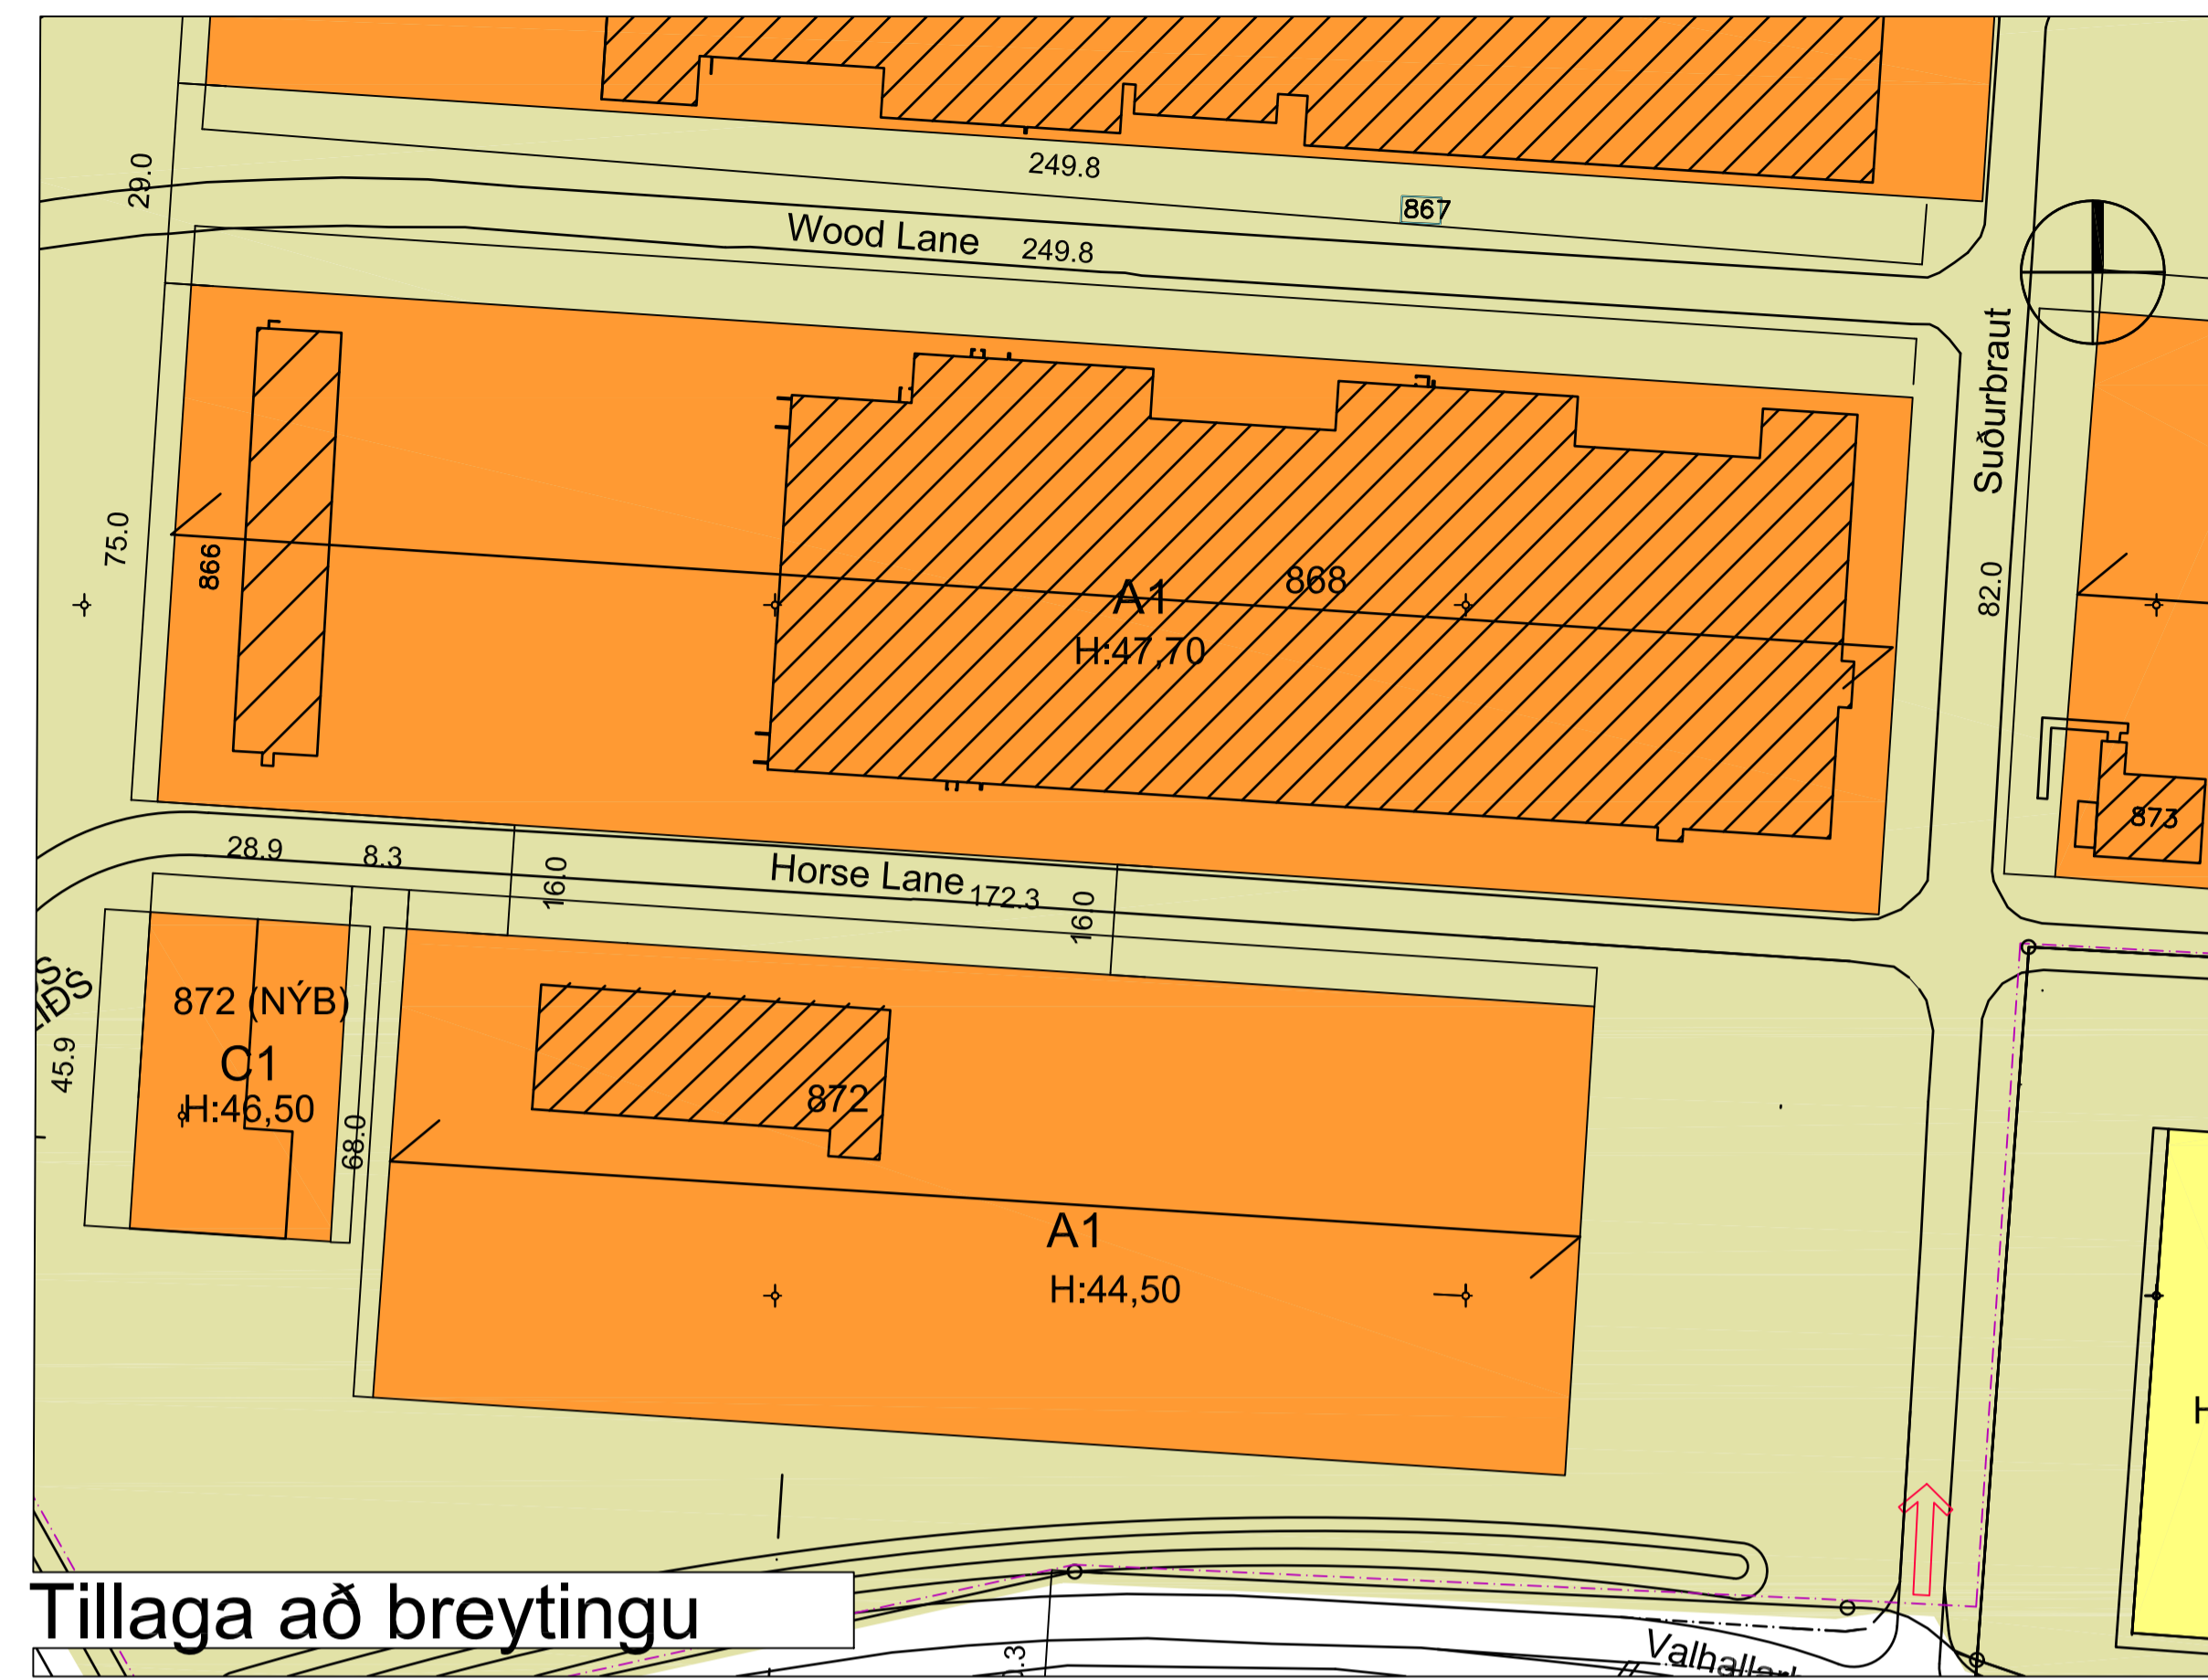 29.0
249.8
867
Wood Lane
249.8
Suðurbraut
75.0
866
A1
868
H:47,70
82.0
873
28.9
8.3
16.0
Horse Lane
172.3
16.0
872 (NÝB)
C1
H:46,50
45.9
68.0
872
A1
H:44,50
H
Tillaga að breytingu